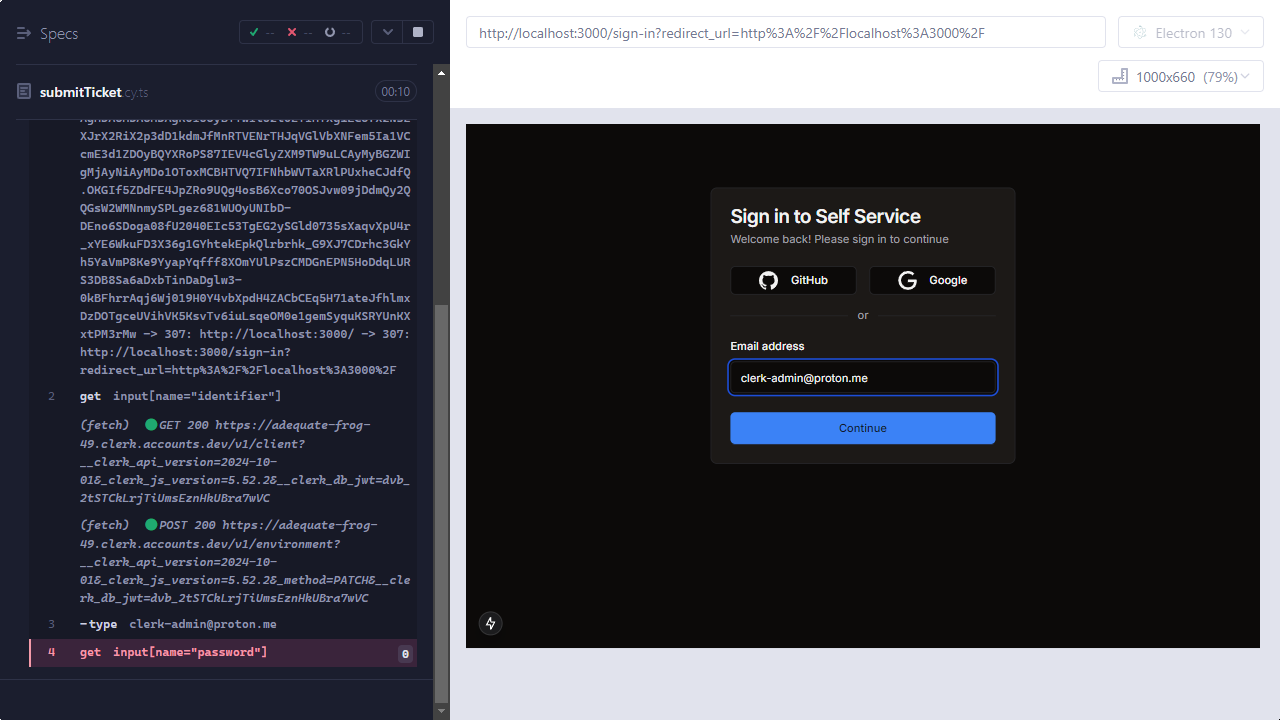 Specs
-- -- --
submitTicket.cy.ts
00:10
XJrX2RiX2p3dD1kdmJfMnRTVENrTHJqVGlVbXNFem5Ia1VC
cmE3d1ZDOyBQYXRoPS87IEV4cGlyZXM9TW9uLCAyMyBGZWI
gMjAyNiAyMDo1OToxMCBHTVQ7IFNhbWVTaXRlPUxheCJdfQ
.OKGIf5ZDdFE4JpZRo9UQg4osB6Xco70OSJvw09jDdmQy2Q
QGsW2WMNnmySPLgez681WUOyUNIbD-
DEno6SDoga08fU2040EIc53TgEG2ySGld0735sXaqvXpU4r
_xYE6WkuFD3X36g1GYhtekEpkQlrbrhk_G9XJ7CDrhc3GkY
h5YaVmP8Ke9YyapYqfff8XOmYUlPszCMDGnEPN5HoDdqLUR
S3DB8Sa6aDxbTinDaDglw3-
0kBFhrrAqj6Wj019H0Y4vbXpdH4ZACbCEq5H71ateJfhlmx
DzDOTgceUVihVK5KsvTv6iuLsqeOM0e1gemSyquKSRYUnKX
xtPM3rMw -> 307: http://localhost:3000/ -> 307:
http://localhost:3000/sign-in?
redirect_url=http%3A%2F%2Flocalhost%3A3000%2F
2 get input[name="identifier"]
(fetch) GET 200 https://adequate-frog-
49.clerk.accounts.dev/v1/client?
__clerk_api_version=2024-10-
01&_clerk_js_version=5.52.2&__clerk_db_jwt=dvb_
2tSTCkLrjTiUmsEznHkUBra7wVC
(fetch) POST 200 https://adequate-frog-
49.clerk.accounts.dev/v1/environment?
__clerk_api_version=2024-10-
01&_clerk_js_version=5.52.2&_method=PATCH&__cle
rk_db_jwt=dvb_2tSTCkLrjTiUmsEznHkUBra7wVC
3 -type clerk-admin@proton.me
4 get input[name="password"] 0
http://localhost:3000/sign-in?redirect_url=http%3A%2F%2Flocalhost%3A3000%2F
Electron 130
1000x660 (79%)
Sign in to Self Service
Welcome back! Please sign in to continue
GitHub
Google
or
Email address
clerk-admin@proton.me
Continue